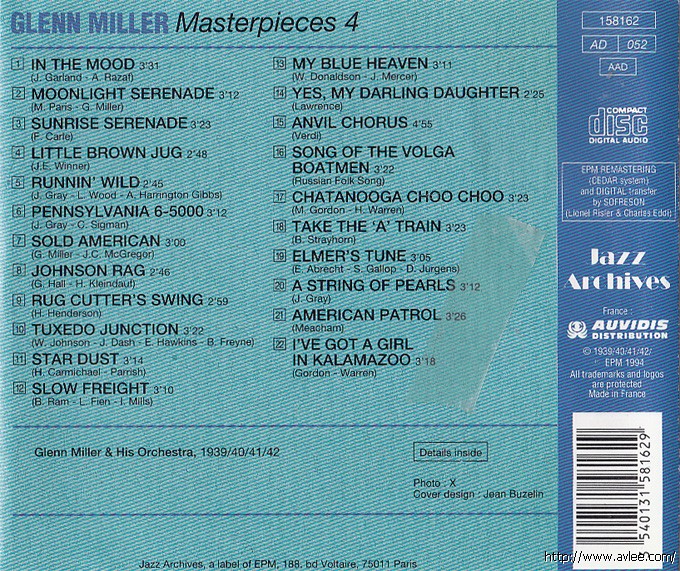 GLENN MILLER Masterpieces 4
1 IN THE MOOD 3'31
(J. Garland - A. Razaf)
2 MOONLIGHT SERENADE 3'12
(M. Paris - G. Miller)
3 SUNRISE SERENADE 3'23
(F. Carle)
4 LITTLE BROWN JUG 2'48
(J.E. Winner)
5 RUNNIN' WILD 2'45
(J. Gray - L. Wood - A. Harrington Gibbs)
6 PENNSYLVANIA 6-5000 3'12
(J. Gray - C. Sigman)
7 SOLD AMERICAN 3'00
(G. Miller - J.C. McGregor)
8 JOHNSON RAG 2'46
(G. Hall - H. Kleindauf)
9 RUG CUTTER'S SWING 2'59
(H. Henderson)
10 TUXEDO JUNCTION 3'22
(W. Johnson - J. Dash - E. Hawkins - B. Freyne)
11 STAR DUST 3'14
(H. Carmichael - Parrish)
12 SLOW FREIGHT 3'10
(B. Ram - L. Fien - I. Mills)
13 MY BLUE HEAVEN 3'11
(W. Donaldson - J. Mercer)
14 YES, MY DARLING DAUGHTER 2'25
(Lawrence)
15 ANVIL CHORUS 4'55
(Verdi)
16 SONG OF THE VOLGA
BOATMEN 3'22
(Russian Folk Song)
17 CHATANOOGA CHOO CHOO 3'23
(M. Gordon - H. Warren)
18 TAKE THE 'A' TRAIN 3'23
(B. Strayhorn)
19 ELMER'S TUNE 3'05
(E. Abrecht - S. Gallop - D. Jurgens)
20 A STRING OF PEARLS 3'12
(J. Gray)
21 AMERICAN PATROL 3'26
(Meacham)
22 I'VE GOT A GIRL
IN KALAMAZOO 3'18
(Gordon - Warren)
Glenn Miller & His Orchestra, 1939/40/41/42
Details inside
Photo : X
Cover design : Jean Buzelin
Jazz Archives, a label of EPM, 188, bd Voltaire, 75011 Paris
158162
AD 052
AAD
COMPACT
disc
DIGITAL AUDIO
EPM REMASTERING
(CEDAR system)
and DIGITAL transfer
by SOFRESON
(Lionel Risler & Charles Eddi)
Jazz
Archives
France :
AUVIDIS
DISTRIBUTION
© 1939/40/41/42/
EPM 1994
All trademarks and logos
are protected
Made in France
540131 581629
http://www.avlee.com/